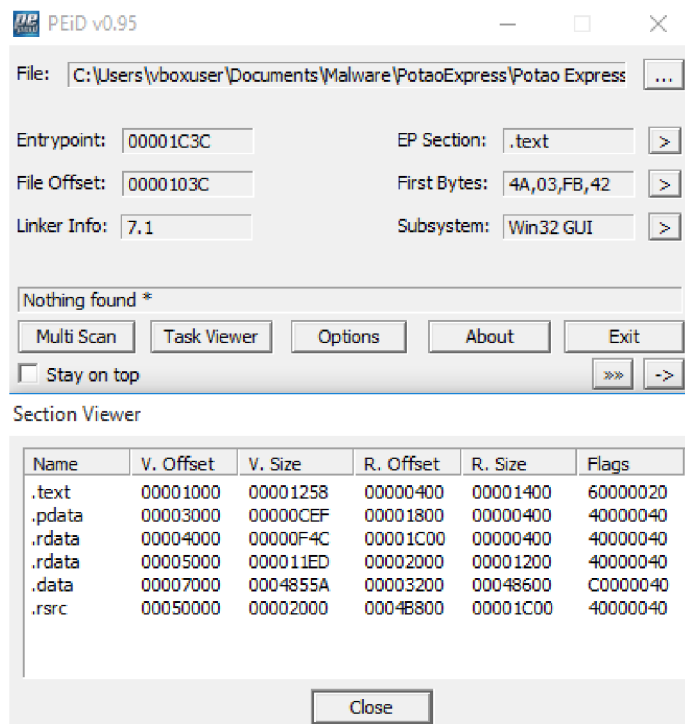 PEiD v0.95
File: C:\Users\vboxuser\Documents\Malware\PotaoExpress\Potao Express ...
Entrypoint: 00001C3C EP Section: .text >
File Offset: 0000103C First Bytes: 4A,03,FB,42 >
Linker Info: 7.1 Subsystem: Win32 GUI >
Nothing found *
Multi Scan Task Viewer Options About Exit
Stay on top »» ->
Section Viewer
Name V. Offset V. Size R. Offset R. Size Flags
.text 00001000 00001258 00000400 00001400 60000020
.pdata 00003000 00000CEF 00001800 00000400 40000040
.rdata 00004000 00000F4C 00001C00 00000400 40000040
.rdata 00005000 000011ED 00002000 00001200 40000040
.data 00007000 0004855A 00003200 00048600 C0000040
.rsrc 00050000 00002000 0004B800 00001C00 40000040
Close